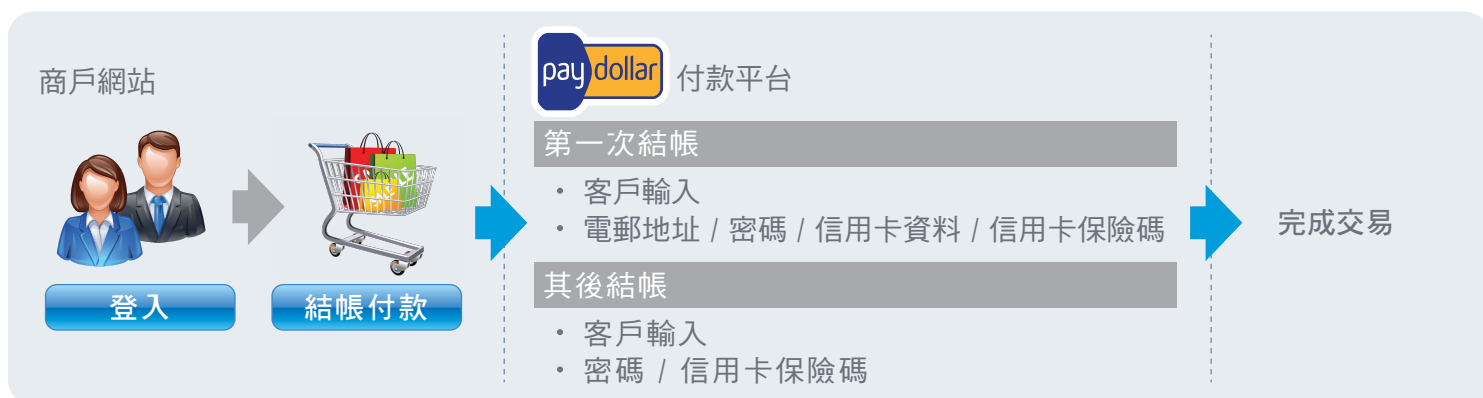 商戶網站
登入
結帳付款
paydollar 付款平台
第一次結帳
・ 客戶輸入
・ 電郵地址 / 密碼 / 信用卡資料 / 信用卡保險碼
其後結帳
・ 客戶輸入
・ 密碼 / 信用卡保險碼
完成交易